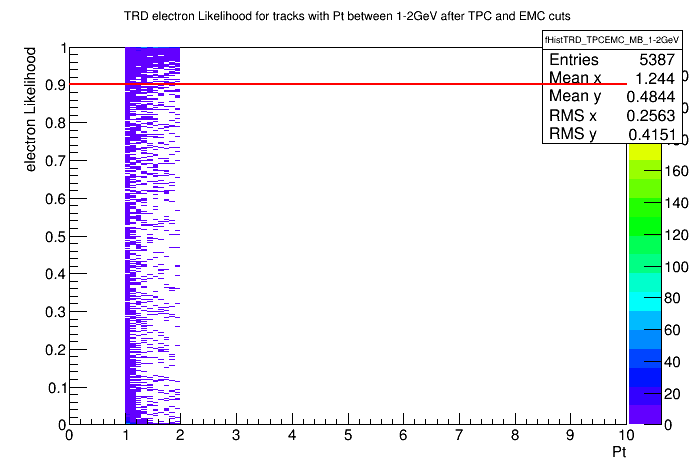 TRD electron Likelihood for tracks with Pt between 1-2GeV after TPC and EMC cuts
fHistTRD_TPCEMC_MB_1-2GeV
Entries 5387
Mean x 1.244
Mean y 0.4844
RMS x 0.2563
RMS y 0.4151
electron Likelihood
1
0.9
0.8
0.7
0.6
0.5
0.4
0.3
0.2
0.1
0
0 1 2 3 4 5 6 7 8 9 10
Pt
160
140
120
100
80
60
40
20
0